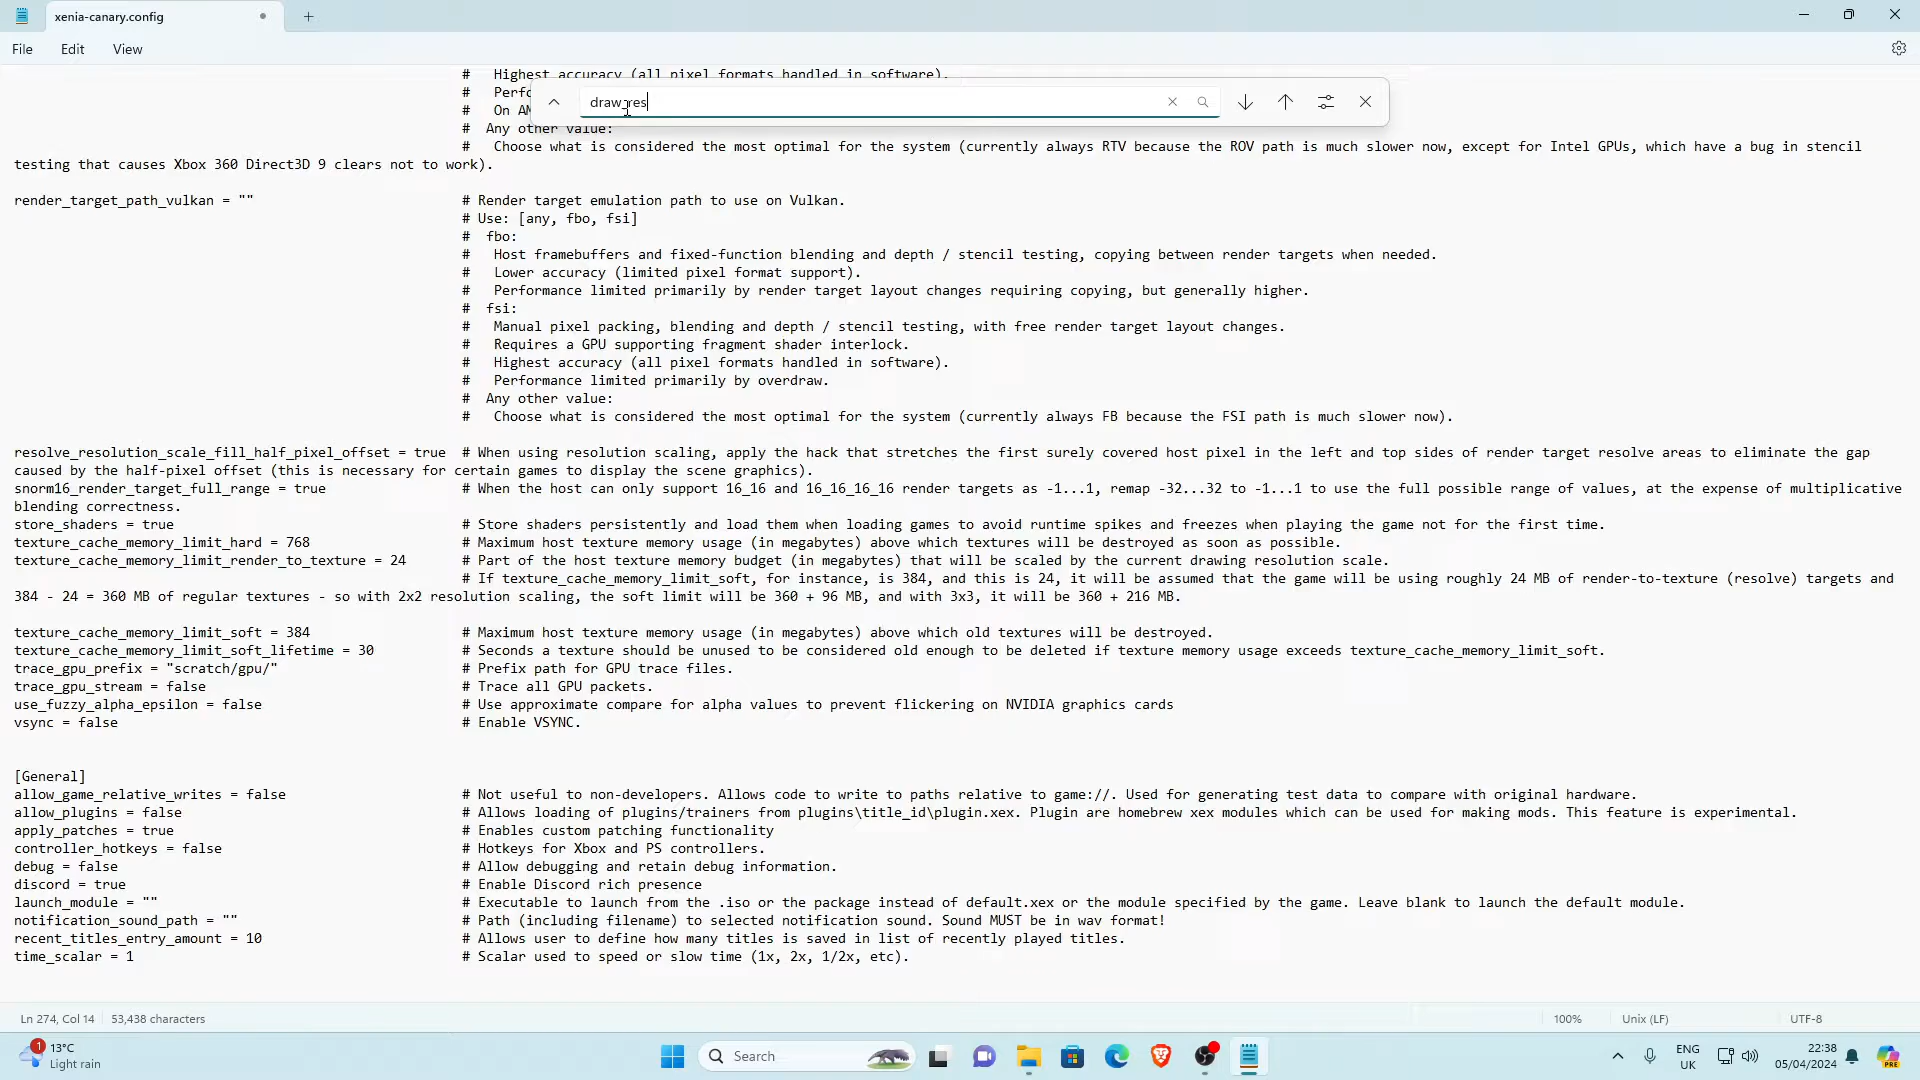 xenia-canary.config
File Edit View
# Highest accuracy (all pixel formats handled in software).
draw_res
# Perfo
# On AM
# Any other value:
# Choose what is considered the most optimal for the system (currently always RTV because the ROV path is much slower now, except for Intel GPUs, which have a bug in stencil
testing that causes Xbox 360 Direct3D 9 clears not to work).
render_target_path_vulkan = "" # Render target emulation path to use on Vulkan.
# Use: [any, fbo, fsi]
# fbo:
# Host framebuffers and fixed-function blending and depth / stencil testing, copying between render targets when needed.
# Lower accuracy (limited pixel format support).
# Performance limited primarily by render target layout changes requiring copying, but generally higher.
# fsi:
# Manual pixel packing, blending and depth / stencil testing, with free render target layout changes.
# Requires a GPU supporting fragment shader interlock.
# Highest accuracy (all pixel formats handled in software).
# Performance limited primarily by overdraw.
# Any other value:
# Choose what is considered the most optimal for the system (currently always FB because the FSI path is much slower now).
resolve_resolution_scale_fill_half_pixel_offset = true # When using resolution scaling, apply the hack that stretches the first surely covered host pixel in the left and top sides of render target resolve areas to eliminate the gap
caused by the half-pixel offset (this is necessary for certain games to display the scene graphics).
snorm16_render_target_full_range = true # When the host can only support 16_16 and 16_16_16_16 render targets as -1...1, remap -32...32 to -1...1 to use the full possible range of values, at the expense of multiplicative
blending correctness.
store_shaders = true # Store shaders persistently and load them when loading games to avoid runtime spikes and freezes when playing the game not for the first time.
texture_cache_memory_limit_hard = 768 # Maximum host texture memory usage (in megabytes) above which textures will be destroyed as soon as possible.
texture_cache_memory_limit_render_to_texture = 24 # Part of the host texture memory budget (in megabytes) that will be scaled by the current drawing resolution scale.
# If texture_cache_memory_limit_soft, for instance, is 384, and this is 24, it will be assumed that the game will be using roughly 24 MB of render-to-texture (resolve) targets and
384 - 24 = 360 MB of regular textures - so with 2x2 resolution scaling, the soft limit will be 360 + 96 MB, and with 3x3, it will be 360 + 216 MB.
texture_cache_memory_limit_soft = 384 # Maximum host texture memory usage (in megabytes) above which old textures will be destroyed.
texture_cache_memory_limit_soft_lifetime = 30 # Seconds a texture should be unused to be considered old enough to be deleted if texture memory usage exceeds texture_cache_memory_limit_soft.
trace_gpu_prefix = "scratch/gpu/" # Prefix path for GPU trace files.
trace_gpu_stream = false # Trace all GPU packets.
use_fuzzy_alpha_epsilon = false # Use approximate compare for alpha values to prevent flickering on NVIDIA graphics cards
vsync = false # Enable VSYNC.
[General]
allow_game_relative_writes = false # Not useful to non-developers. Allows code to write to paths relative to game://. Used for generating test data to compare with original hardware.
allow_plugins = false # Allows loading of plugins/trainers from plugins\title_id\plugin.xex. Plugin are homebrew xex modules which can be used for making mods. This feature is experimental.
apply_patches = true # Enables custom patching functionality
controller_hotkeys = false # Hotkeys for Xbox and PS controllers.
debug = false # Allow debugging and retain debug information.
discord = true # Enable Discord rich presence
launch_module = "" # Executable to launch from the .iso or the package instead of default.xex or the module specified by the game. Leave blank to launch the default module.
notification_sound_path = "" # Path (including filename) to selected notification sound. Sound MUST be in wav format!
recent_titles_entry_amount = 10 # Allows user to define how many titles is saved in list of recently played titles.
time_scalar = 1 # Scalar used to speed or slow time (1x, 2x, 1/2x, etc).
Ln 274, Col 14 53,438 characters 100% Unix (LF) UTF-8
1 13°C
Light rain
Search
ENG
UK
22:38
05/04/2024
PRE